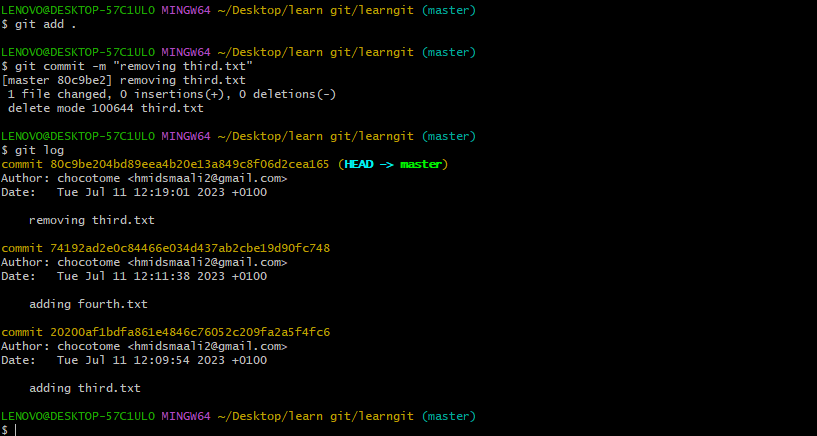 LENOVO@DESKTOP-57C1ULO MINGW64 ~/Desktop/learn git/learngit (master)
$ git add .
LENOVO@DESKTOP-57C1ULO MINGW64 ~/Desktop/learn git/learngit (master)
$ git commit -m "removing third.txt"
[master 80c9be2] removing third.txt
 1 file changed, 0 insertions(+), 0 deletions(-)
 delete mode 100644 third.txt
LENOVO@DESKTOP-57C1ULO MINGW64 ~/Desktop/learn git/learngit (master)
$ git log
commit 80c9be204bd89eea4b20e13a849c8f06d2cea165 (HEAD -> master)
Author: chocotome <hmidsmaali2@gmail.com>
Date:   Tue Jul 11 12:19:01 2023 +0100
    removing third.txt
commit 74192ad2e0c84466e034d437ab2cbe19d90fc748
Author: chocotome <hmidsmaali2@gmail.com>
Date:   Tue Jul 11 12:11:38 2023 +0100
    adding fourth.txt
commit 20200af1bdfa861e4846c76052c209fa2a5f4fc6
Author: chocotome <hmidsmaali2@gmail.com>
Date:   Tue Jul 11 12:09:54 2023 +0100
    adding third.txt
LENOVO@DESKTOP-57C1ULO MINGW64 ~/Desktop/learn git/learngit (master)
$